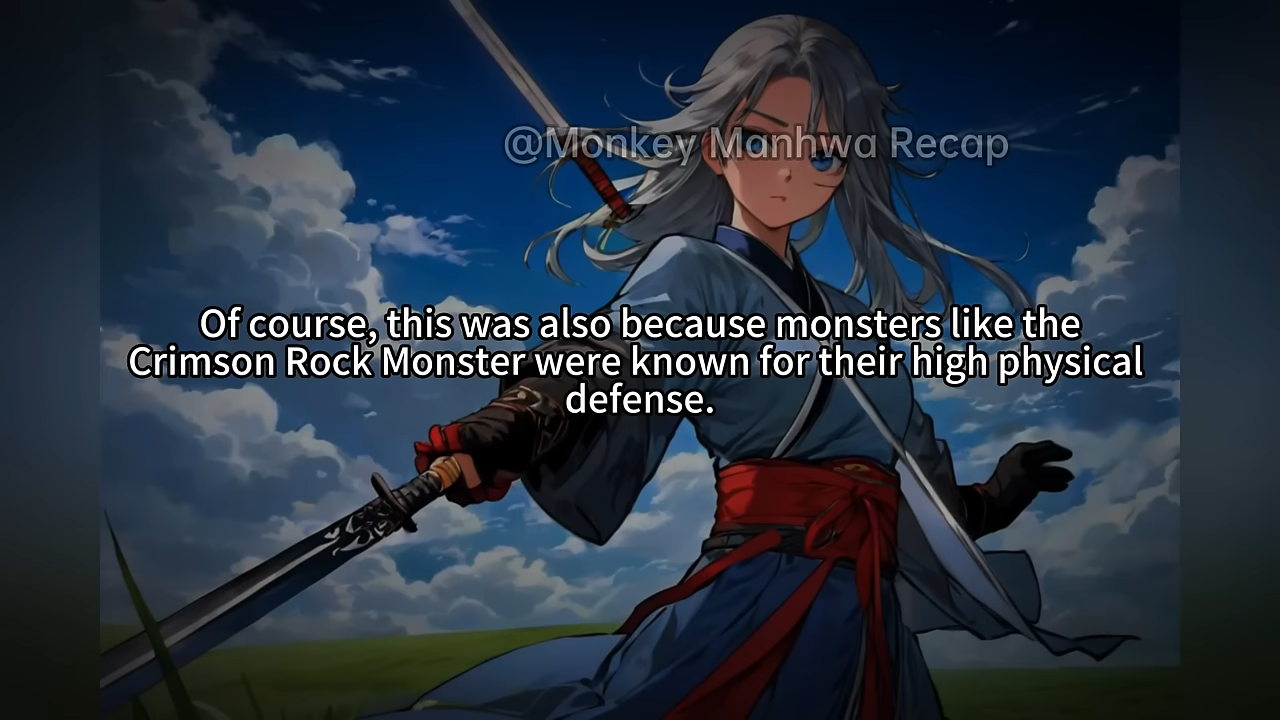 @Monkey Manhwa Recap
Of course, this was also because monsters like the
Crimson Rock Monster were known for their high physical
defense.